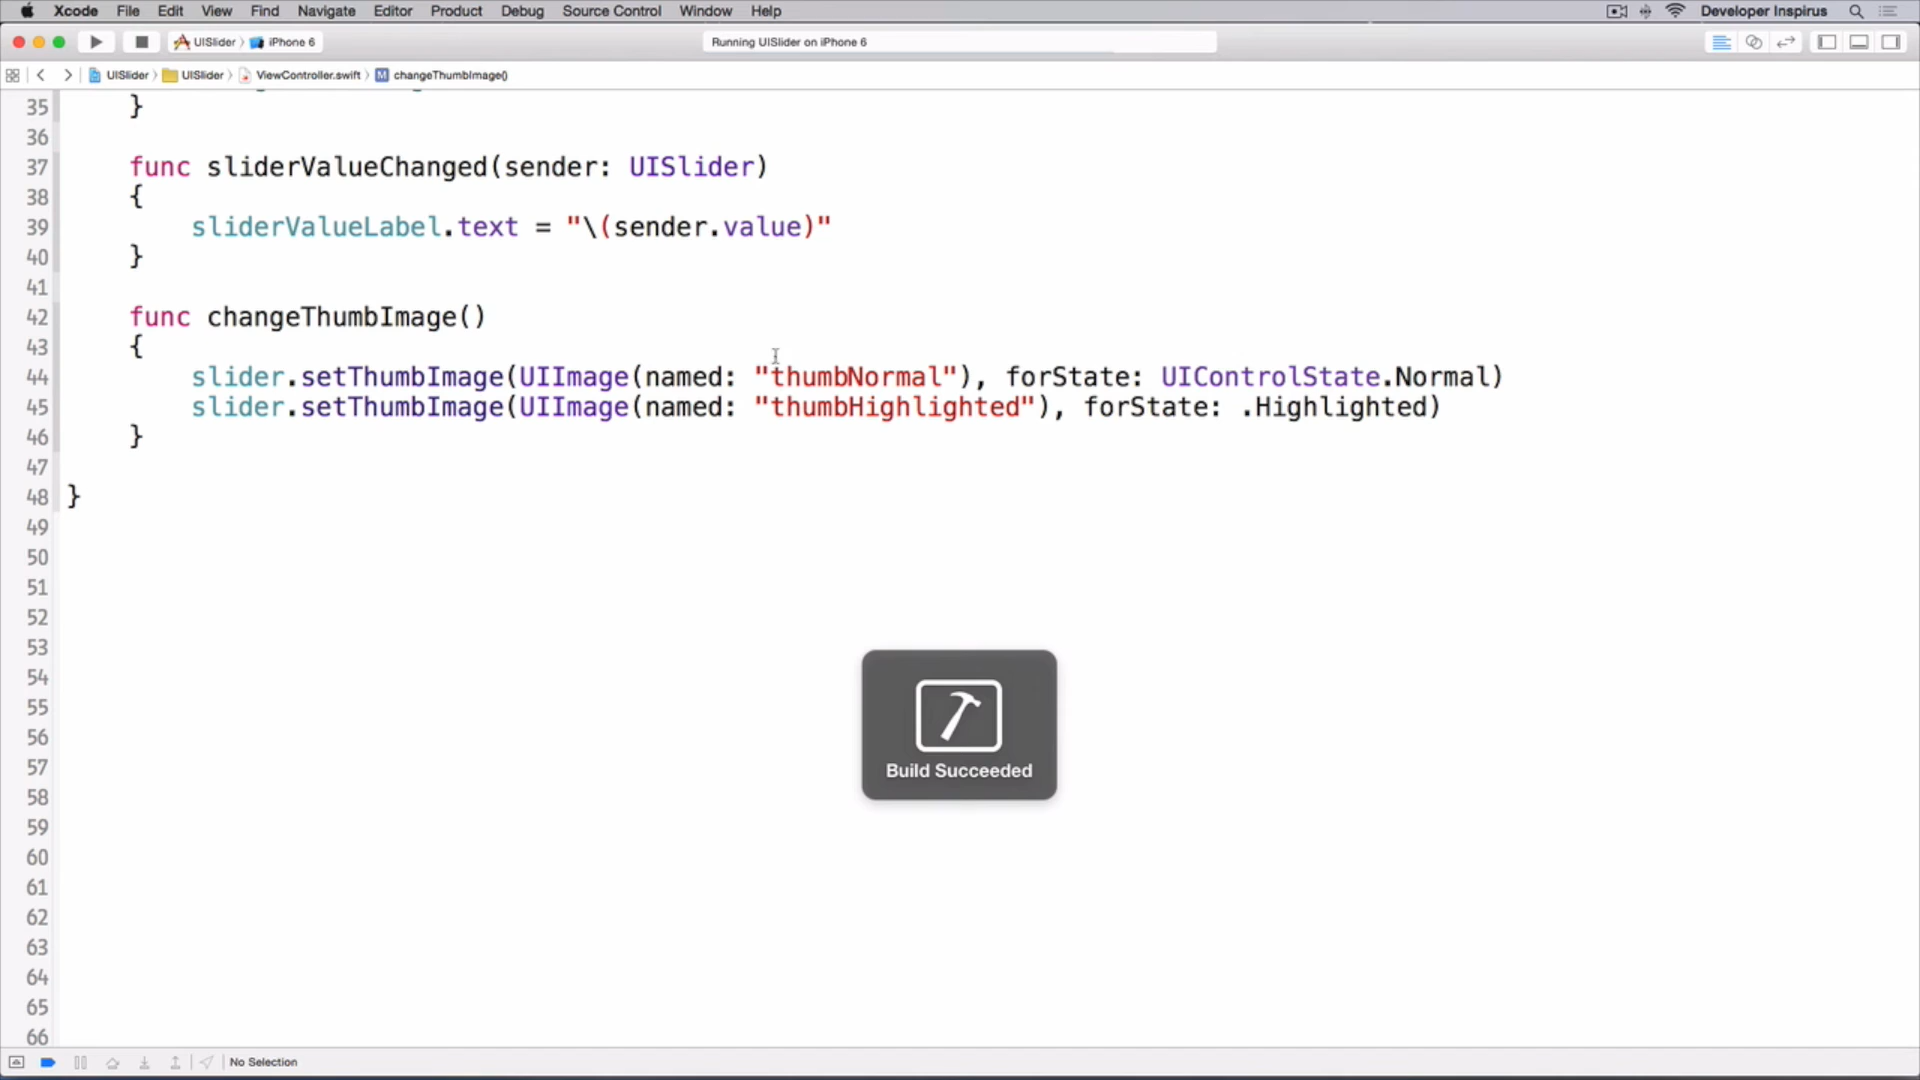 Xcode File Edit View Find Navigate Editor Product Debug Source Control Window Help Developer Inspirus
UISlider iPhone 6 Running UISlider on iPhone 6
UISlider UISlider ViewController.swift M changeThumbImage()
35 }
36
37 func sliderValueChanged(sender: UISlider)
38 {
39 sliderValueLabel.text = "\(sender.value)"
40 }
41
42 func changeThumbImage()
43 {
44 slider.setThumbImage(UIImage(named: "thumbNormal"), forState: UIControlState.Normal)
45 slider.setThumbImage(UIImage(named: "thumbHighlighted"), forState: .Highlighted)
46 }
47
48 }
49
50
51
52
53
54
55
56
57
58
59
60
61
62
63
64
65
66
Build Succeeded
No Selection